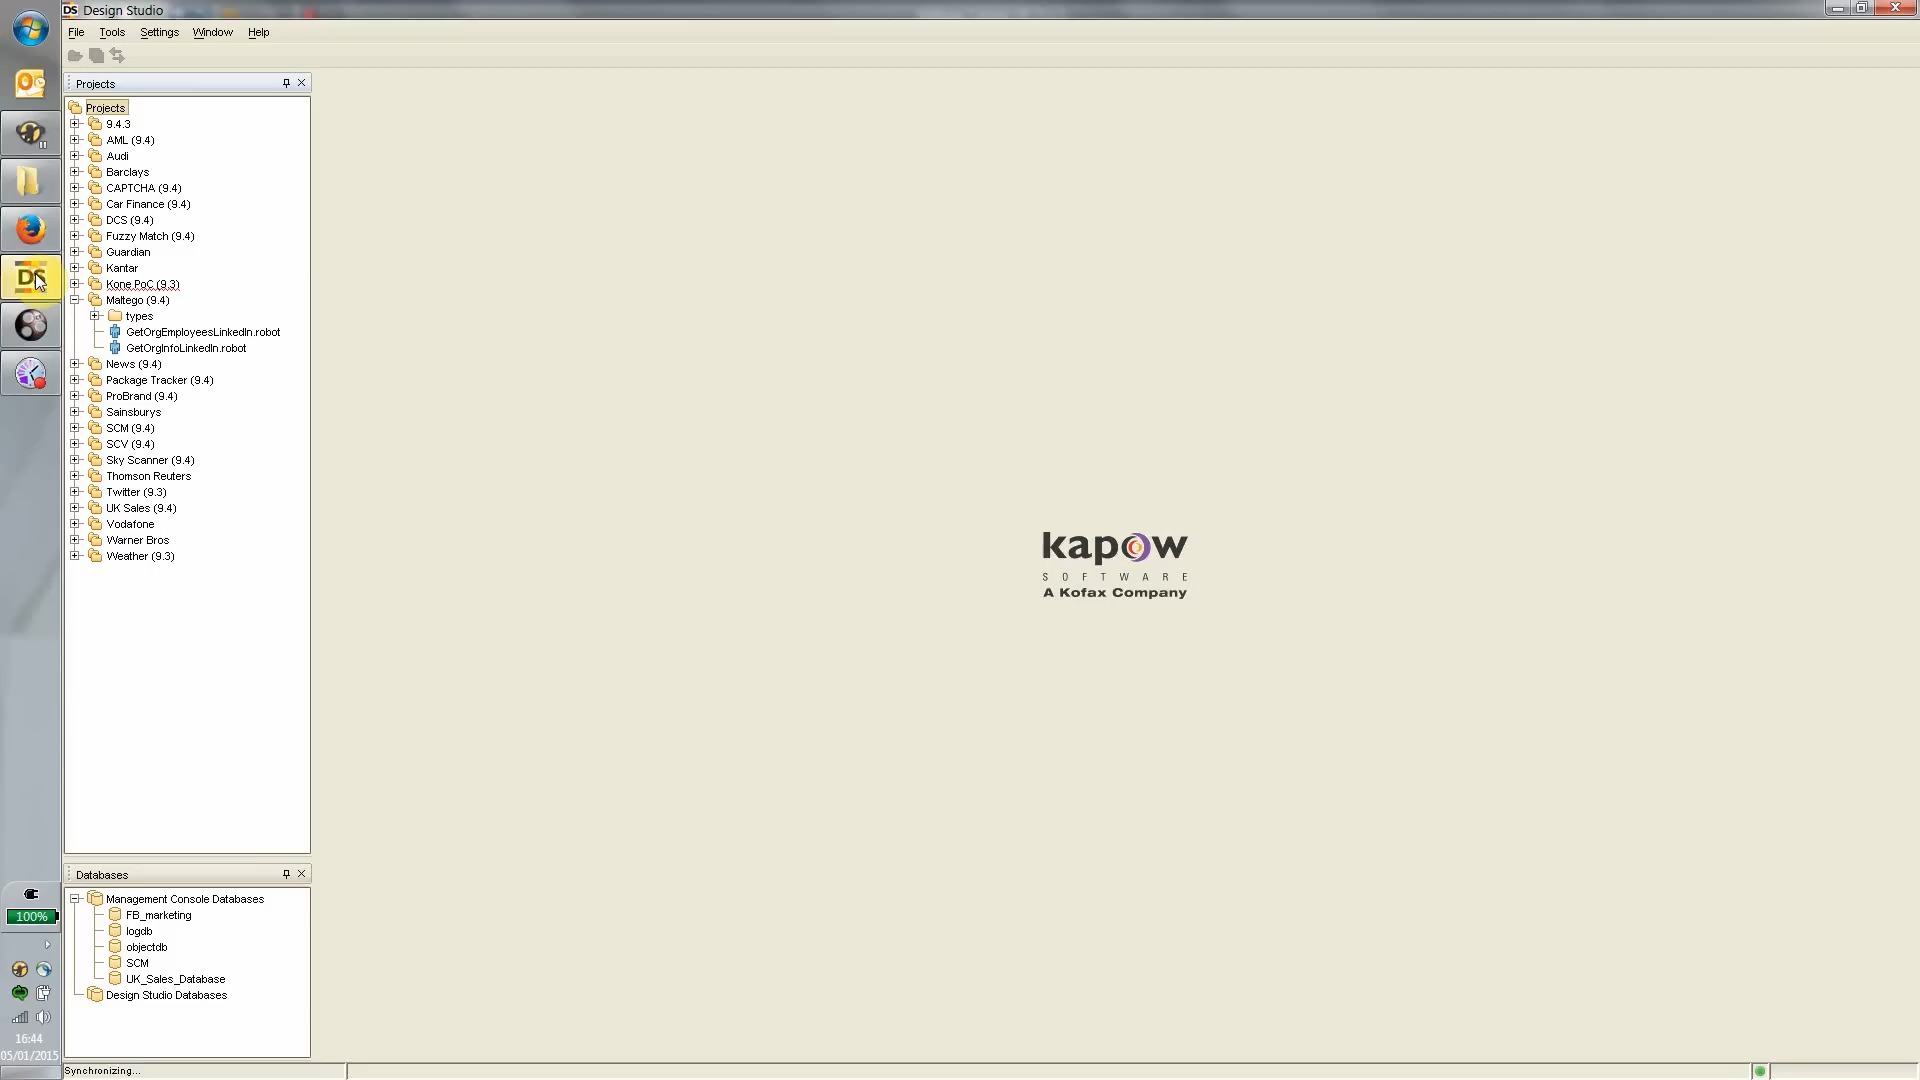 DS Design Studio
File Tools Settings Window Help
Projects
Projects
9.4.3
AML (9.4)
Audi
Barclays
CAPTCHA (9.4)
Car Finance (9.4)
DCS (9.4)
Fuzzy Match (9.4)
Guardian
Kantar
Kone PoC (9.3)
Maltego (9.4)
types
GetOrgEmployeesLinkedIn.robot
GetOrgInfoLinkedIn.robot
News (9.4)
Package Tracker (9.4)
ProBrand (9.4)
Sainsburys
SCM (9.4)
SCV (9.4)
Sky Scanner (9.4)
Thomson Reuters
Twitter (9.3)
UK Sales (9.4)
Vodafone
Warner Bros
Weather (9.3)
kapow
SOFTWARE
A Kofax Company
Databases
Management Console Databases
FB_marketing
logdb
objectdb
SCM
UK_Sales_Database
Design Studio Databases
Synchronizing...
DS
100%
16:44
05/01/2015